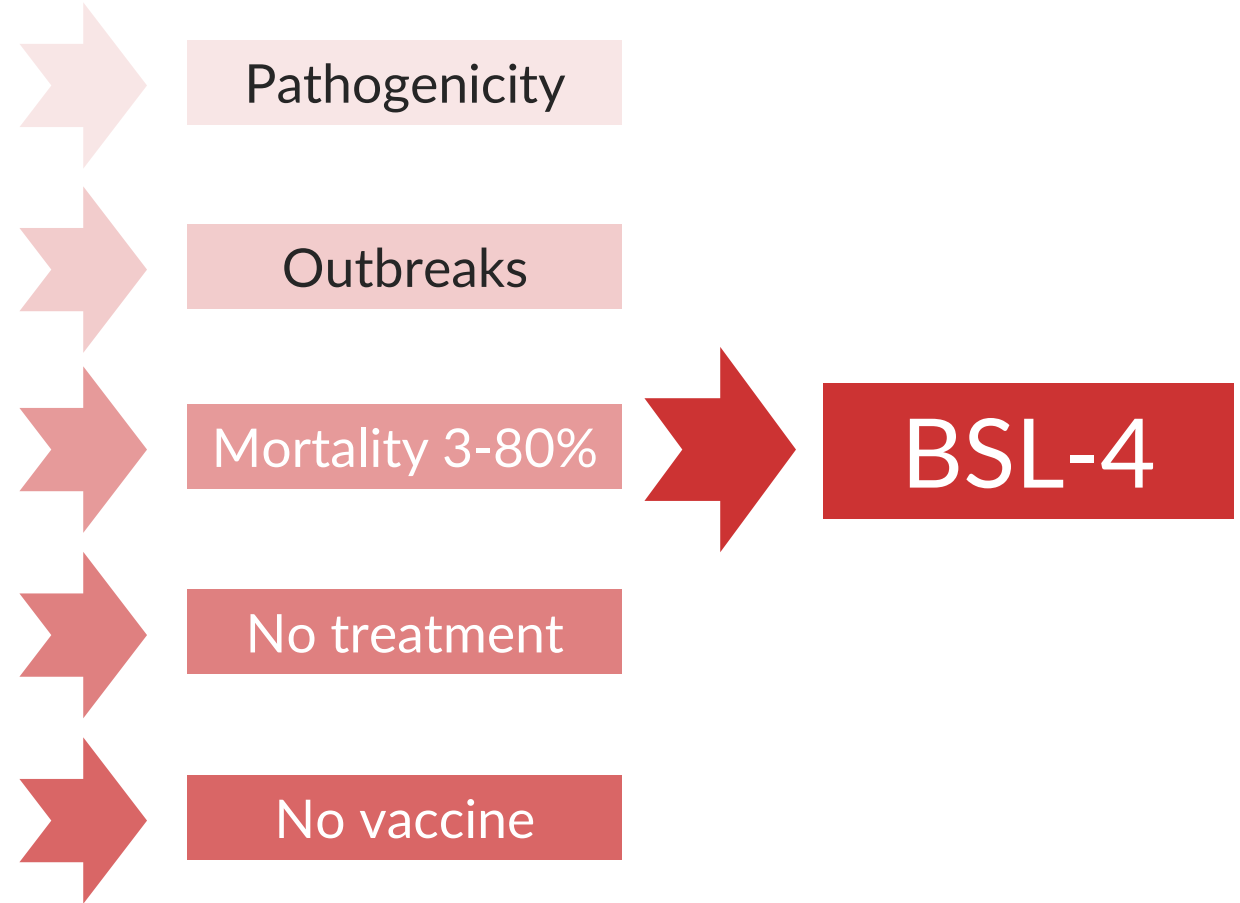 Pathogenicity
Outbreaks
Mortality 3-80%
BSL-4
No treatment
No vaccine